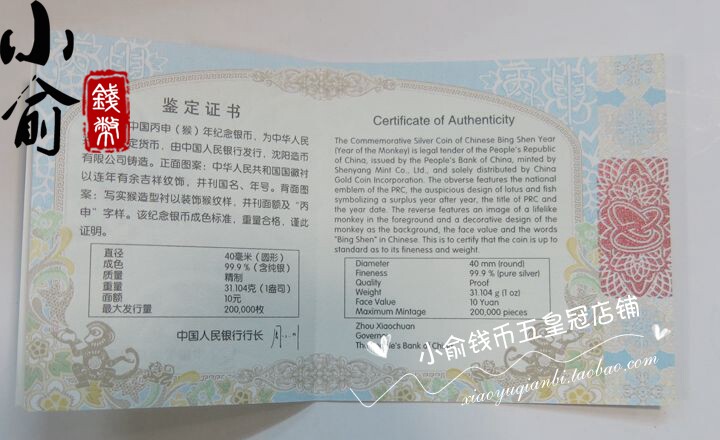 小俞
錢幣
鉴定证书
中国丙申（猴）年纪念银币，为中华人民
定货币，由中国人民银行发行，沈阳造币
有限公司铸造。正面图案：中华人民共和国国徽衬
以连年有余吉祥纹饰，并刊国名、年号。背面图
案：写实猴造型衬以装饰猴纹样，并刊面额及“丙
申”字样。该纪念银币成色标准，重量合格，谨此
证明。
直径 40毫米（圆形）
成色 99.9％（含纯银）
质量 精制
重量 31.104克（1盎司）
面额 10元
最大发行量 200,000枚
中国人民银行行长
Certificate of Authenticity
The Commemorative Silver Coin of Chinese Bing Shen Year
(Year of the Monkey) is legal tender of the People's Republic
of China, issued by the People's Bank of China, minted by
Shenyang Mint Co., Ltd., and solely distributed by China
Gold Coin Incorporation. The obverse features the national
emblem of the PRC, the auspicious design of lotus and fish
symbolizing a surplus year after year, the title of PRC and
the year date. The reverse features an image of a lifelike
monkey in the foreground and a decorative design of the
monkey as the background, the face value and the words
"Bing Shen" in Chinese. This is to certify that the coin is up to
standard as to its fineness and weight.
Diameter 40 mm (round)
Fineness 99.9 % (pure silver)
Quality Proof
Weight 31.104 g (1 oz)
Face Value 10 Yuan
Maximum Mintage 200,000 pieces
Zhou Xiaochuan
Governor
The People's Bank of China
小俞钱币五皇冠店铺
xiaoyuqianbi.taobao.com